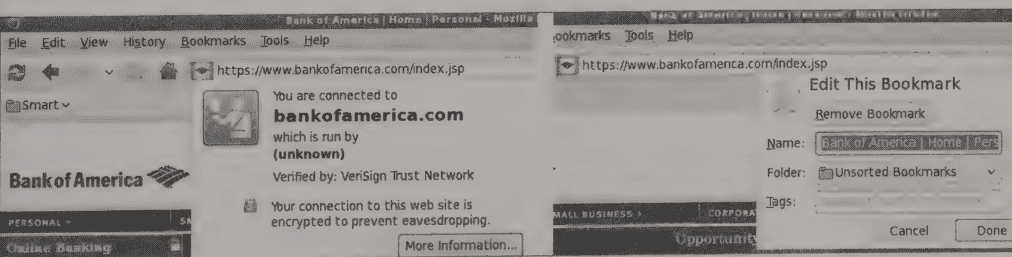 Bank of America | Home | Personal - Mozilla
File Edit View History Bookmarks Tools Help
https://www.bankofamerica.com/index.jsp
Smart
You are connected to
bankofamerica.com
which is run by
(unknown)
Verified by: VeriSign Trust Network
Your connection to this web site is
encrypted to prevent eavesdropping.
More Information...
Bank of America
PERSONAL
SM
Online Banking
ookmarks Tools Help
https://www.bankofamerica.com/index.jsp
Edit This Bookmark
Remove Bookmark
Name: Bank of America | Home | Pers
Folder: Unsorted Bookmarks
Tags:
Cancel Done
MALL BUSINESS
CORPORA
Opportunity